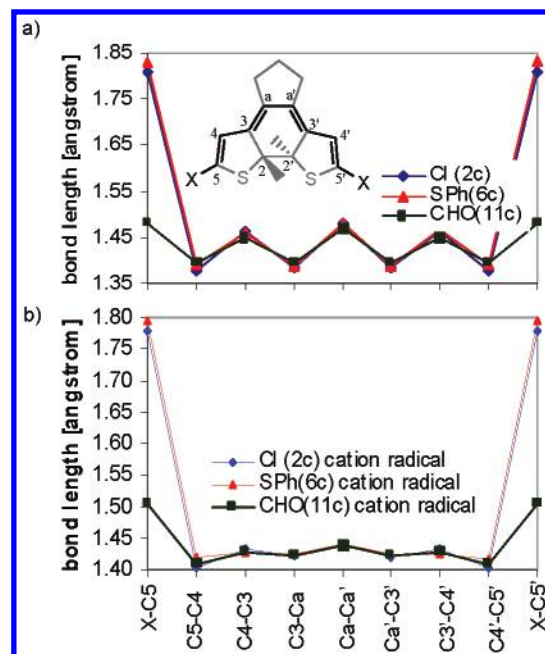 a)
bond length [angstrom]
1.85
1.75
1.65
1.55
1.45
1.35
a a'
3 3'
4 4'
2 2'
5 5'
X S S X
Cl (2c)
SPh(6c)
CHO(11c)
b)
bond length [angstrom]
1.80
1.75
1.70
1.65
1.60
1.55
1.50
1.45
1.40
Cl (2c) cation radical
SPh(6c) cation radical
CHO(11c) cation radical
X-C5
C5-C4
C4-C3
C3-Ca
Ca-Ca'
Ca'-C3'
C3'-C4'
C4'-C5'
X-C5'